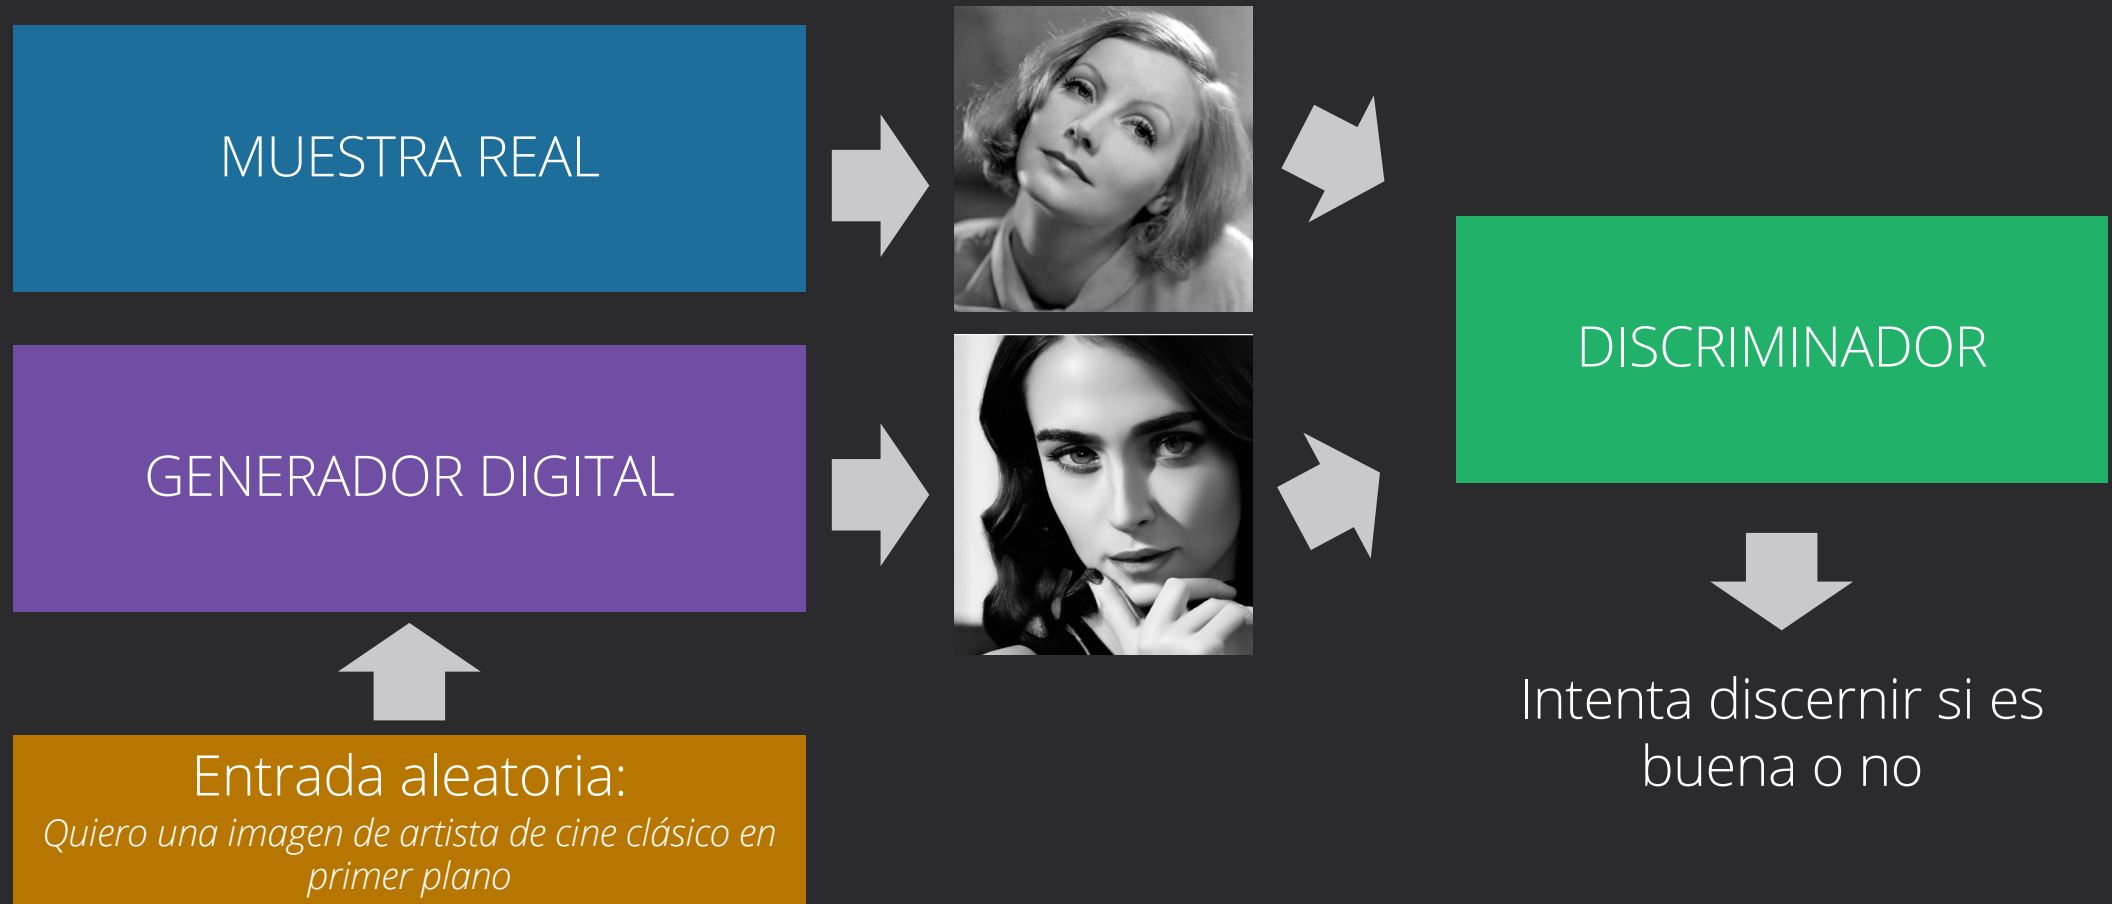 MUESTRA REAL
GENERADOR DIGITAL
Entrada aleatoria:
Quiero una imagen de artista de cine clásico en
primer plano
DISCRIMINADOR
Intenta discernir si es
buena o no